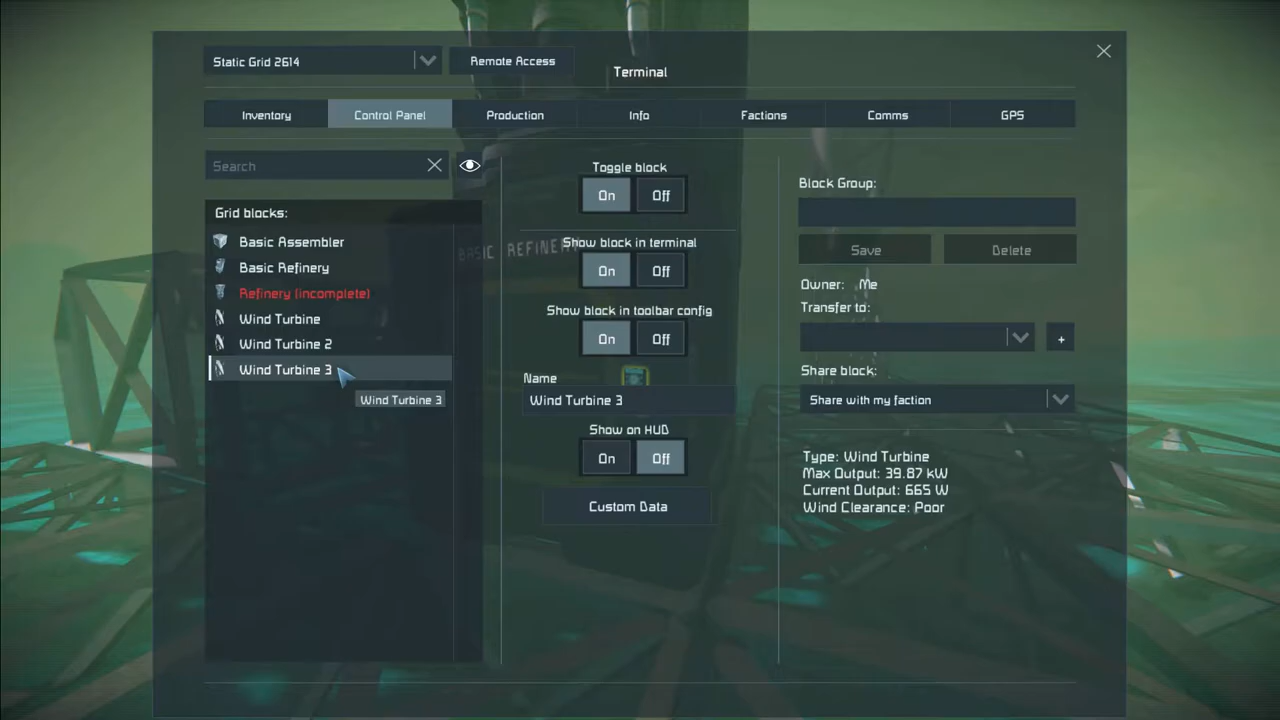 Static Grid 2614
Remote Access
Terminal
Inventory
Control Panel
Production
Info
Factions
Comms
GPS
Search
Grid blocks:
Basic Assembler
Basic Refinery
Refinery (incomplete)
Wind Turbine
Wind Turbine 2
Wind Turbine 3
Wind Turbine 3
Toggle block
On
Off
BASIC REFINERY
Show block in terminal
On
Off
Show block in toolbar config
On
Off
Name
Wind Turbine 3
Show on HUD
On
Off
Custom Data
Block Group:
Save
Delete
Owner: Me
Transfer to:
+
Share block:
Share with my faction
Type: Wind Turbine
Max Output: 39.87 kW
Current Output: 665 W
Wind Clearance: Poor